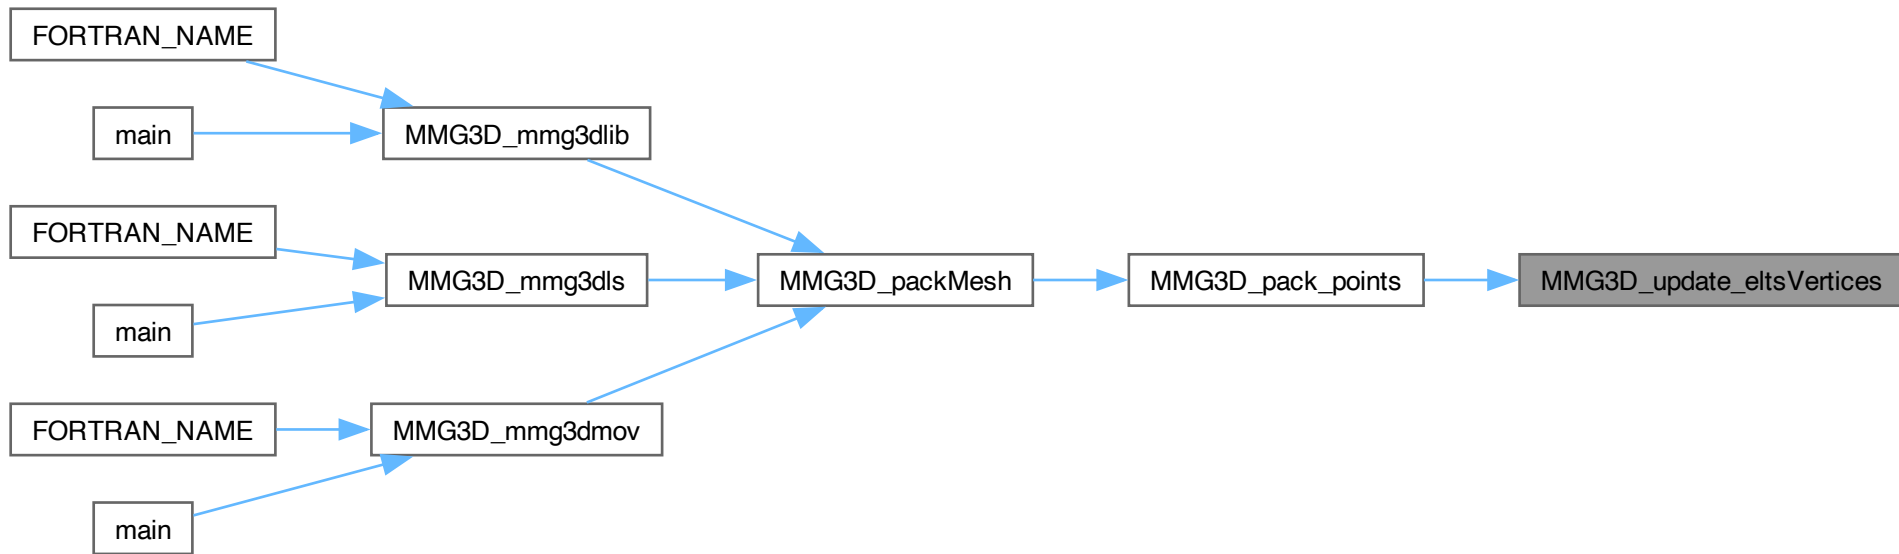 FORTRAN_NAME
main
MMG3D_mmg3dlib
FORTRAN_NAME
main
MMG3D_mmg3dls
MMG3D_packMesh
MMG3D_pack_points
MMG3D_update_eltsVertices
FORTRAN_NAME
main
MMG3D_mmg3dmov